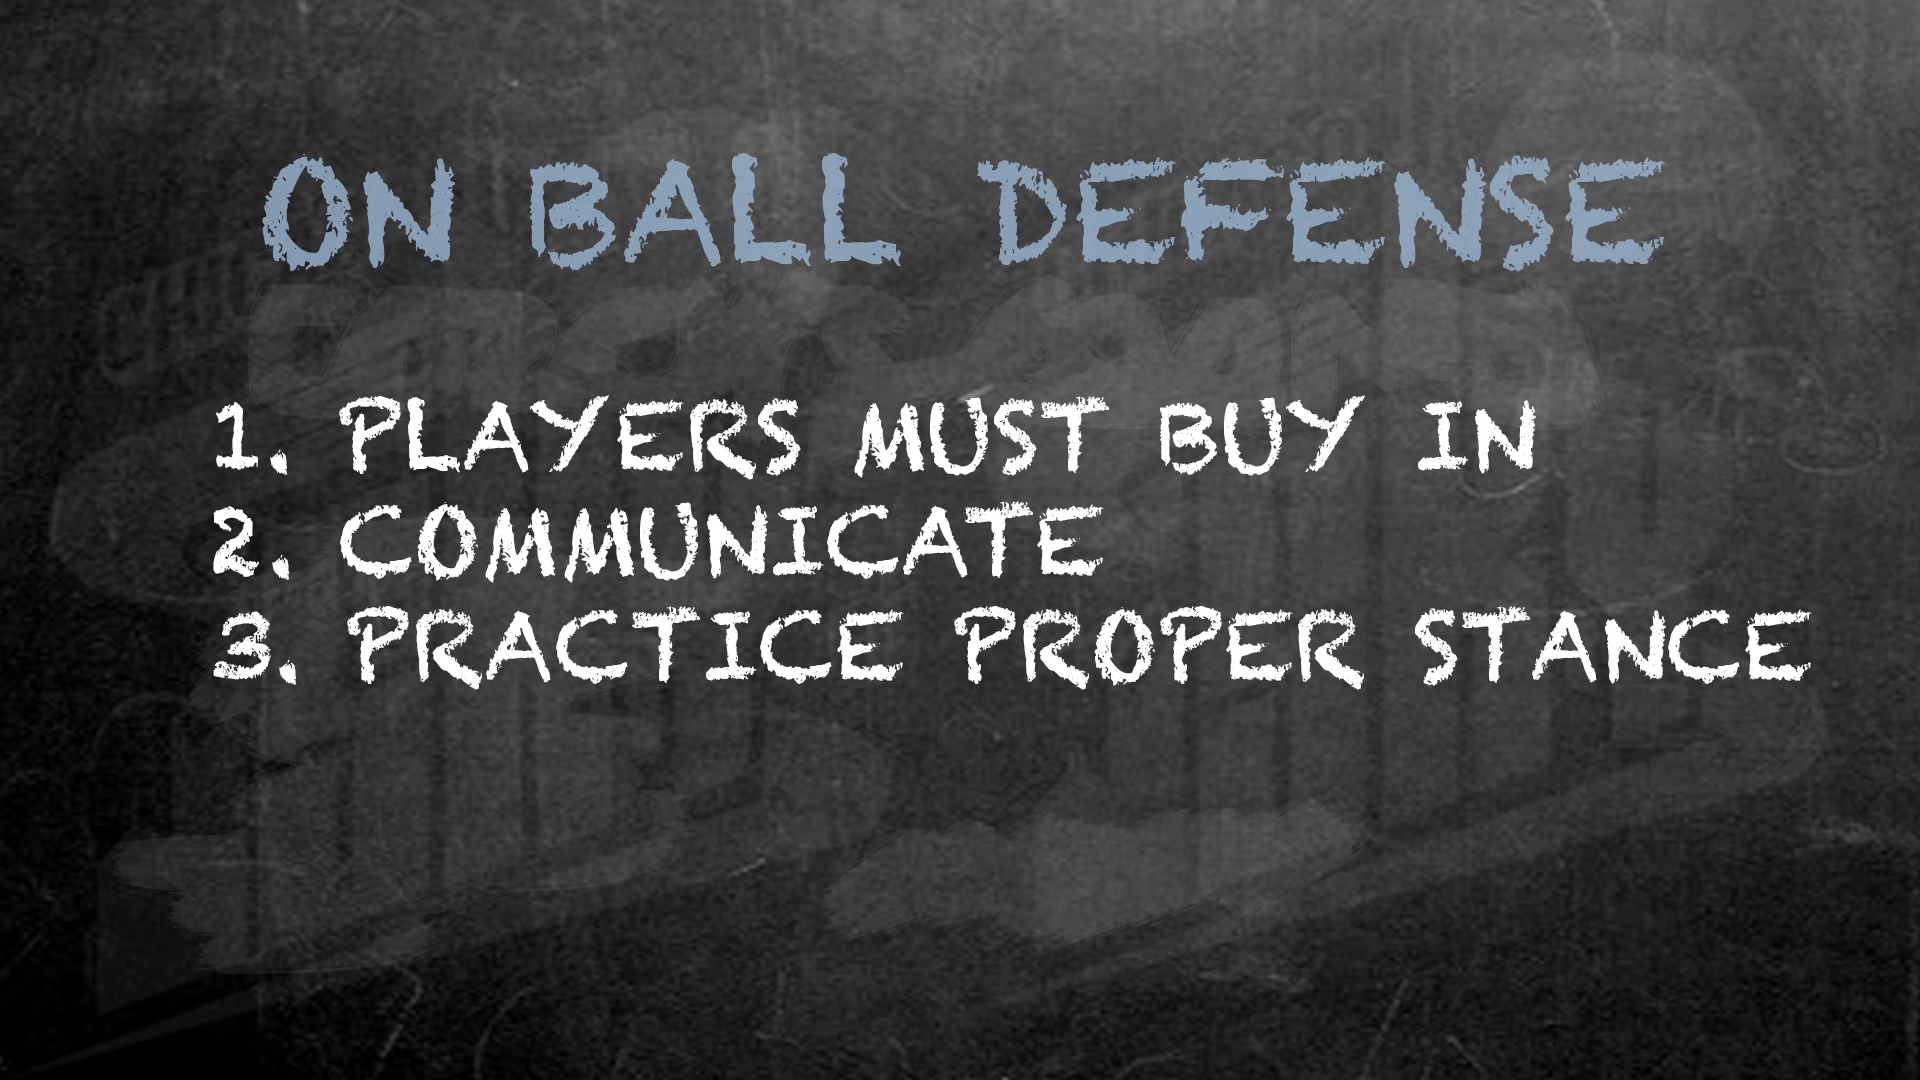 ON BALL DEFENSE
1. PLAYERS MUST BUY IN
2. COMMUNICATE
3. PRACTICE PROPER STANCE